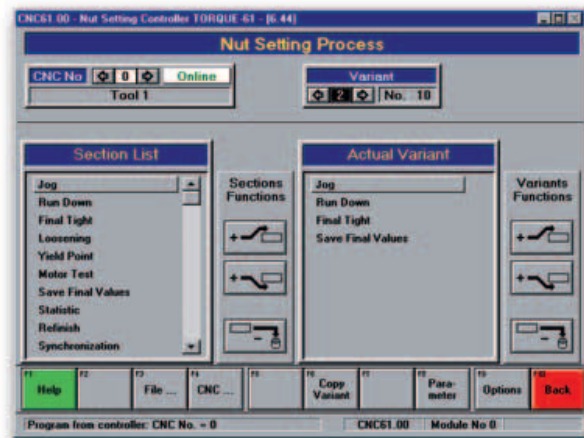 CNC61.00 - Nut Setting Controller TORQUE-61 - [6.44]
Nut Setting Process
CNC No 0 Online
Tool 1
Variant
2 No. 10
Section List
Jog
Run Down
Final Tight
Loosening
Yield Point
Motor Test
Save Final Values
Statistic
Refinish
Synchronization
Sections
Functions
+
+
-
Actual Variant
Jog
Run Down
Final Tight
Save Final Values
Variants
Functions
+
+
-
F1 Help
F2
F3 File ...
F4 CNC ...
F5
F6 Copy Variant
F7
F8 Para- meter
F9 Options
F10 Back
Program from controller: CNC No. = 0
CNC61.00 Module No 0